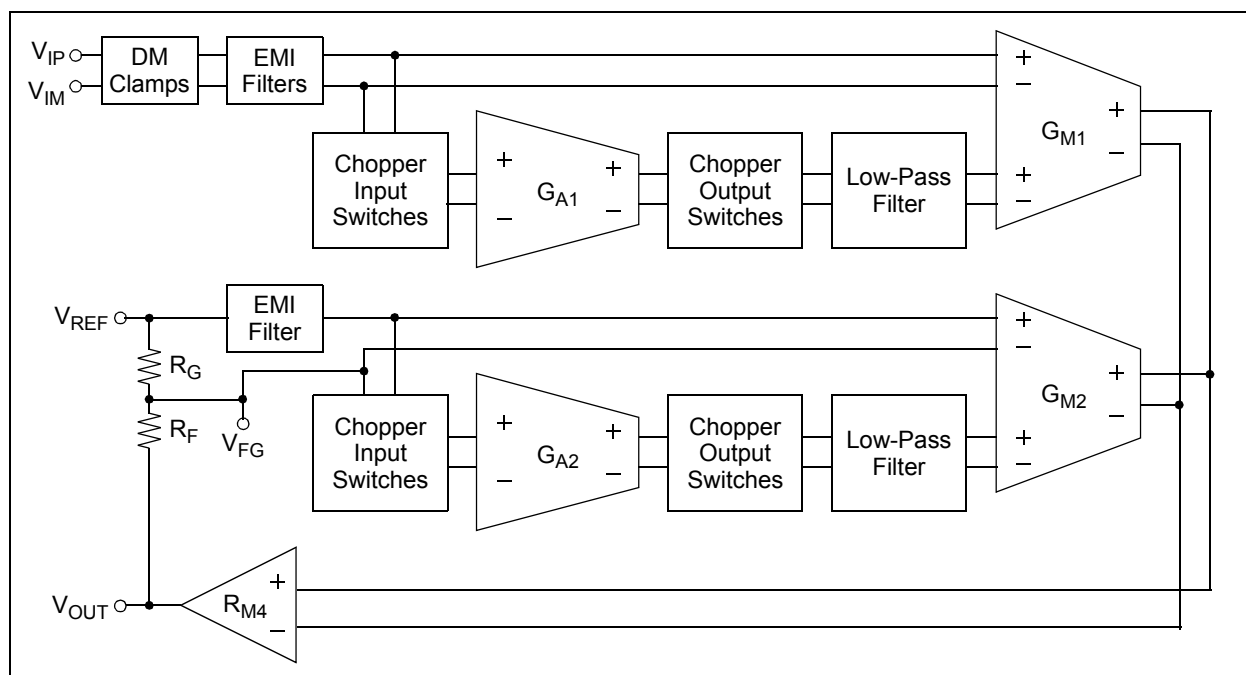 V_IP
V_IM
DM
Clamps
EMI
Filters
+
−
+
−
G_M1
+
−
Chopper
Input
Switches
+
−
G_A1
+
−
Chopper
Output
Switches
Low-Pass
Filter
V_REF
EMI
Filter
R_G
R_F
V_FG
+
−
+
−
G_M2
+
−
Chopper
Input
Switches
+
−
G_A2
+
−
Chopper
Output
Switches
Low-Pass
Filter
V_OUT
R_M4
+
−